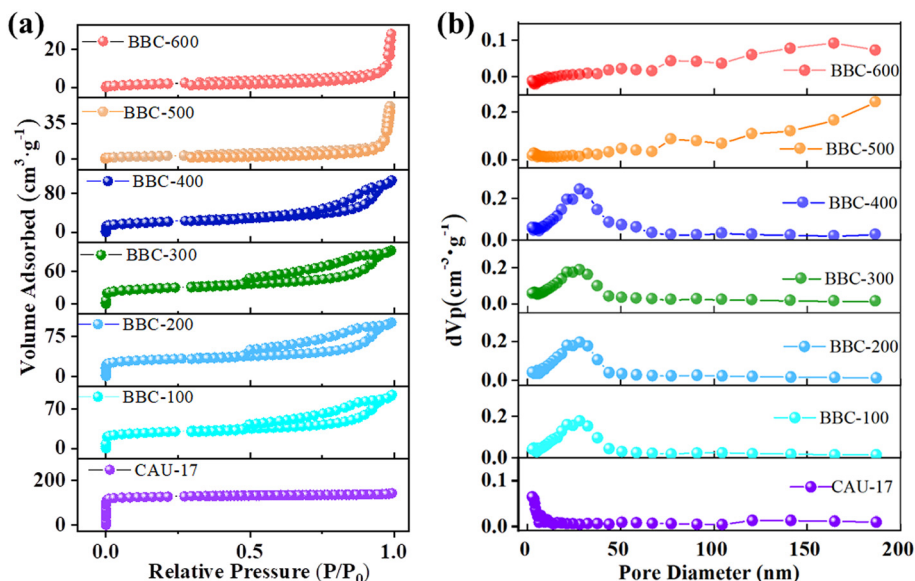 (a)
Volume Adsorbed (cm³·g⁻¹)
BBC-600
20
0
BBC-500
35
0
BBC-400
80
0
BBC-300
60
0
BBC-200
75
0
BBC-100
70
0
CAU-17
200
0
0.0 0.5 1.0
Relative Pressure (P/P₀)
(b)
dVp(cm⁻³·g⁻¹)
0.1
0.0
BBC-600
0.2
0.0
BBC-500
0.2
0.0
BBC-400
0.2
0.0
BBC-300
0.2
0.0
BBC-200
0.2
0.0
BBC-100
0.1
0.0
CAU-17
0 50 100 150 200
Pore Diameter (nm)